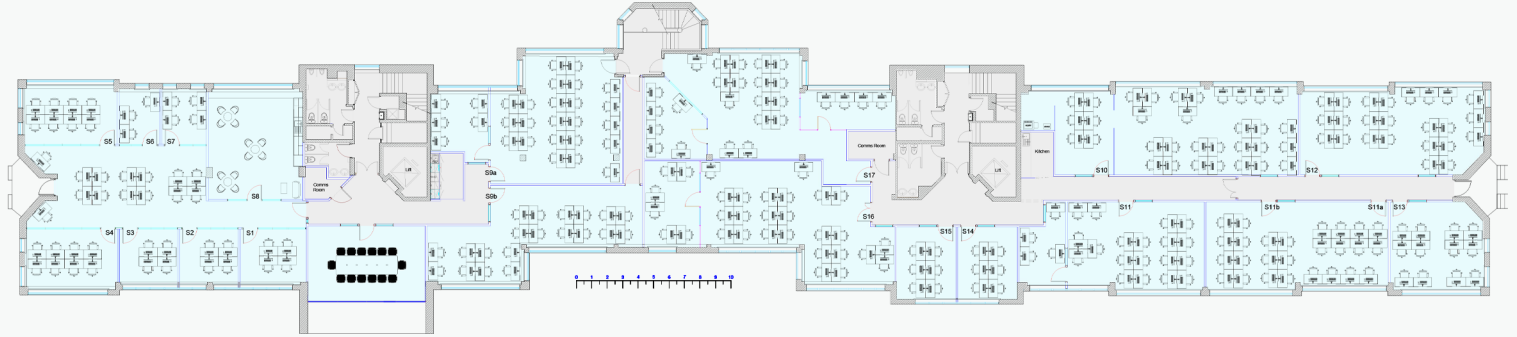 S5
S6
S7
S10
S12
S9a
S9b
Comms
Room
Lift
Comms Room
Lift
Kitchen
S8
S17
S16
S4
S3
S2
S1
S15
S14
S11
S11b
S11a
S13
0 1 2 3 4 5 6 7 8 9 10